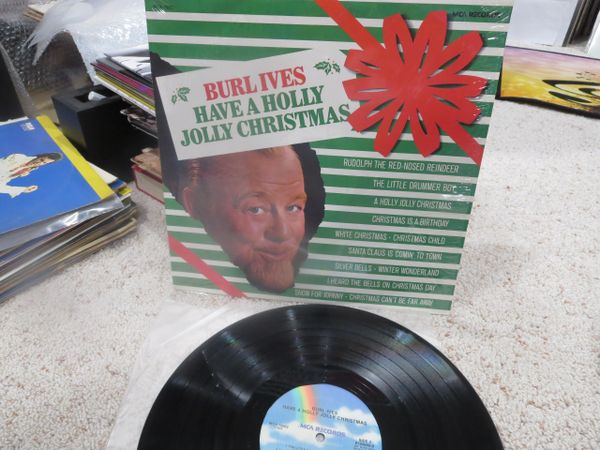 MCA RECORDS
BURL IVES
HAVE A HOLLY
JOLLY CHRISTMAS
RUDOLPH THE RED-NOSED REINDEER
THE LITTLE DRUMMER BOY
A HOLLY JOLLY CHRISTMAS
CHRISTMAS IS A BIRTHDAY
WHITE CHRISTMAS • CHRISTMAS CHILD
SANTA CLAUS IS COMIN' TO TOWN
SILVER BELLS • WINTER WONDERLAND
I HEARD THE BELLS ON CHRISTMAS DAY
SNOW FOR JOHNNY • CHRISTMAS CAN'T BE FAR AWAY
BURL IVES
HAVE A HOLLY JOLLY CHRISTMAS
MCA RECORDS